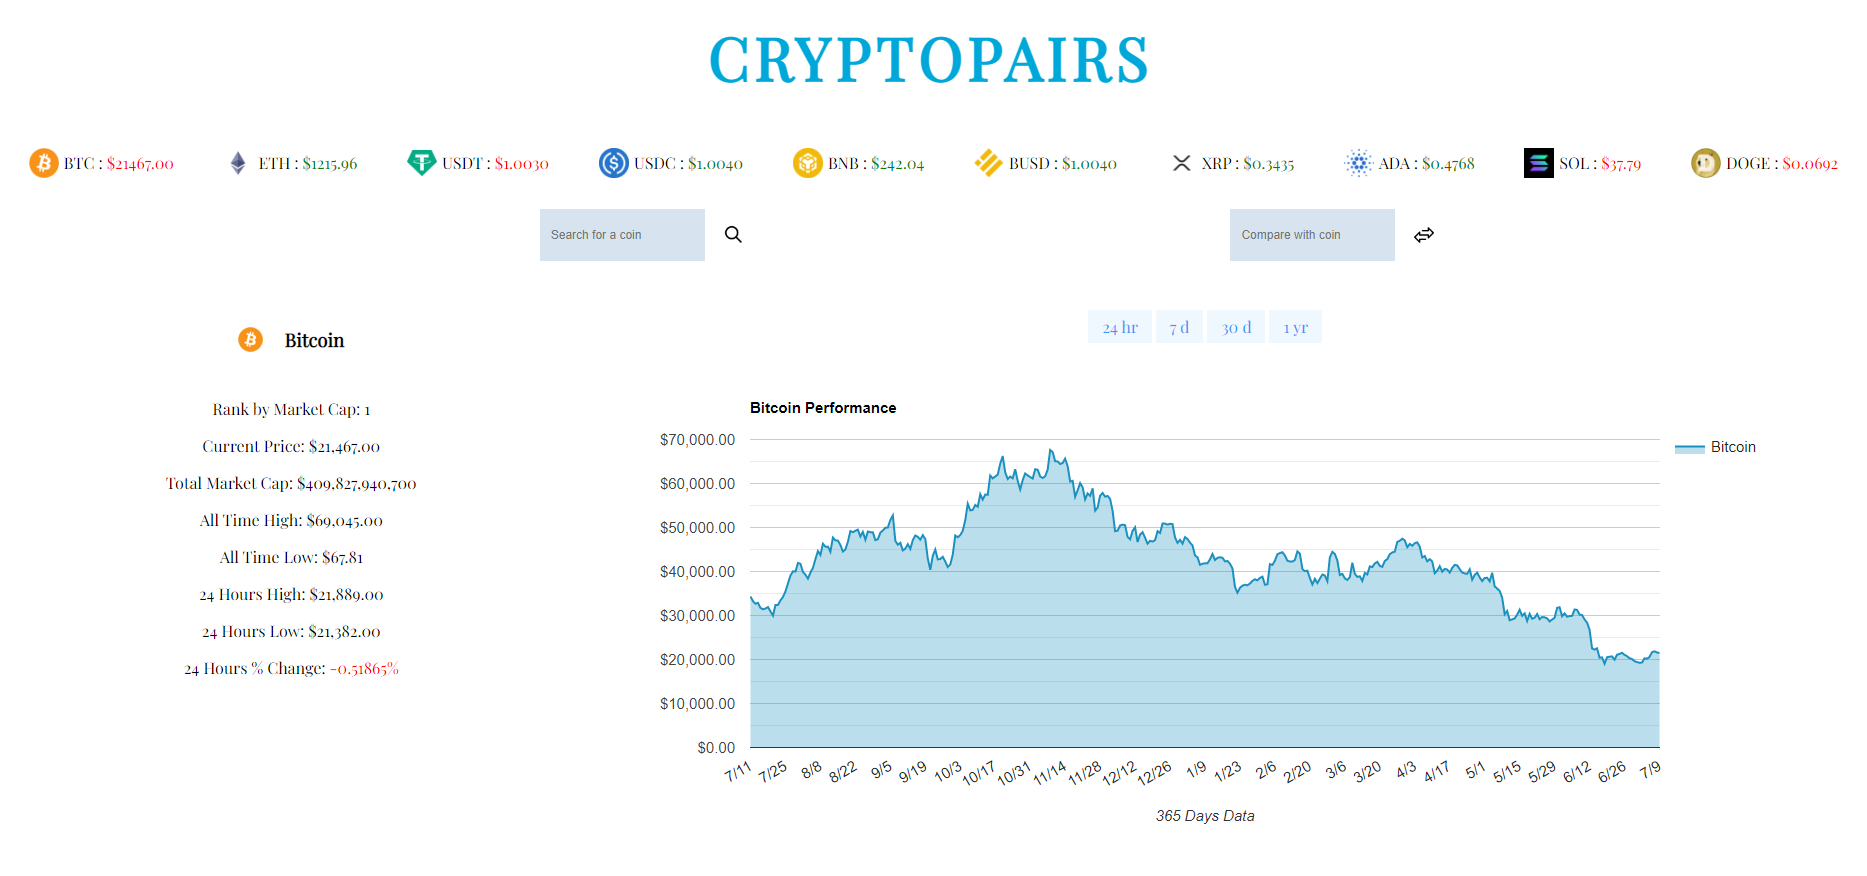 CRYPTOPAIRS
BTC : $21467.00 ETH : $1215.96 USDT : $1.0030 USDC : $1.0040 BNB : $242.04 BUSD : $1.0040 XRP : $0.3435 ADA : $0.4768 SOL : $37.79 DOGE : $0.0692
Search for a coin
Compare with coin
Bitcoin
Rank by Market Cap: 1
Current Price: $21,467.00
Total Market Cap: $409,827,940,700
All Time High: $69,045.00
All Time Low: $67.81
24 Hours High: $21,889.00
24 Hours Low: $21,382.00
24 Hours % Change: -0.51865%
24 hr 7 d 30 d 1 yr
Bitcoin Performance
$70,000.00
$60,000.00
$50,000.00
$40,000.00
$30,000.00
$20,000.00
$10,000.00
$0.00
7/11 7/25 8/8 8/22 9/5 9/19 10/3 10/17 10/31 11/14 11/28 12/12 12/26 1/9 1/23 2/6 2/20 3/6 3/20 4/3 4/17 5/1 5/15 5/29 6/12 6/26 7/9
365 Days Data
Bitcoin